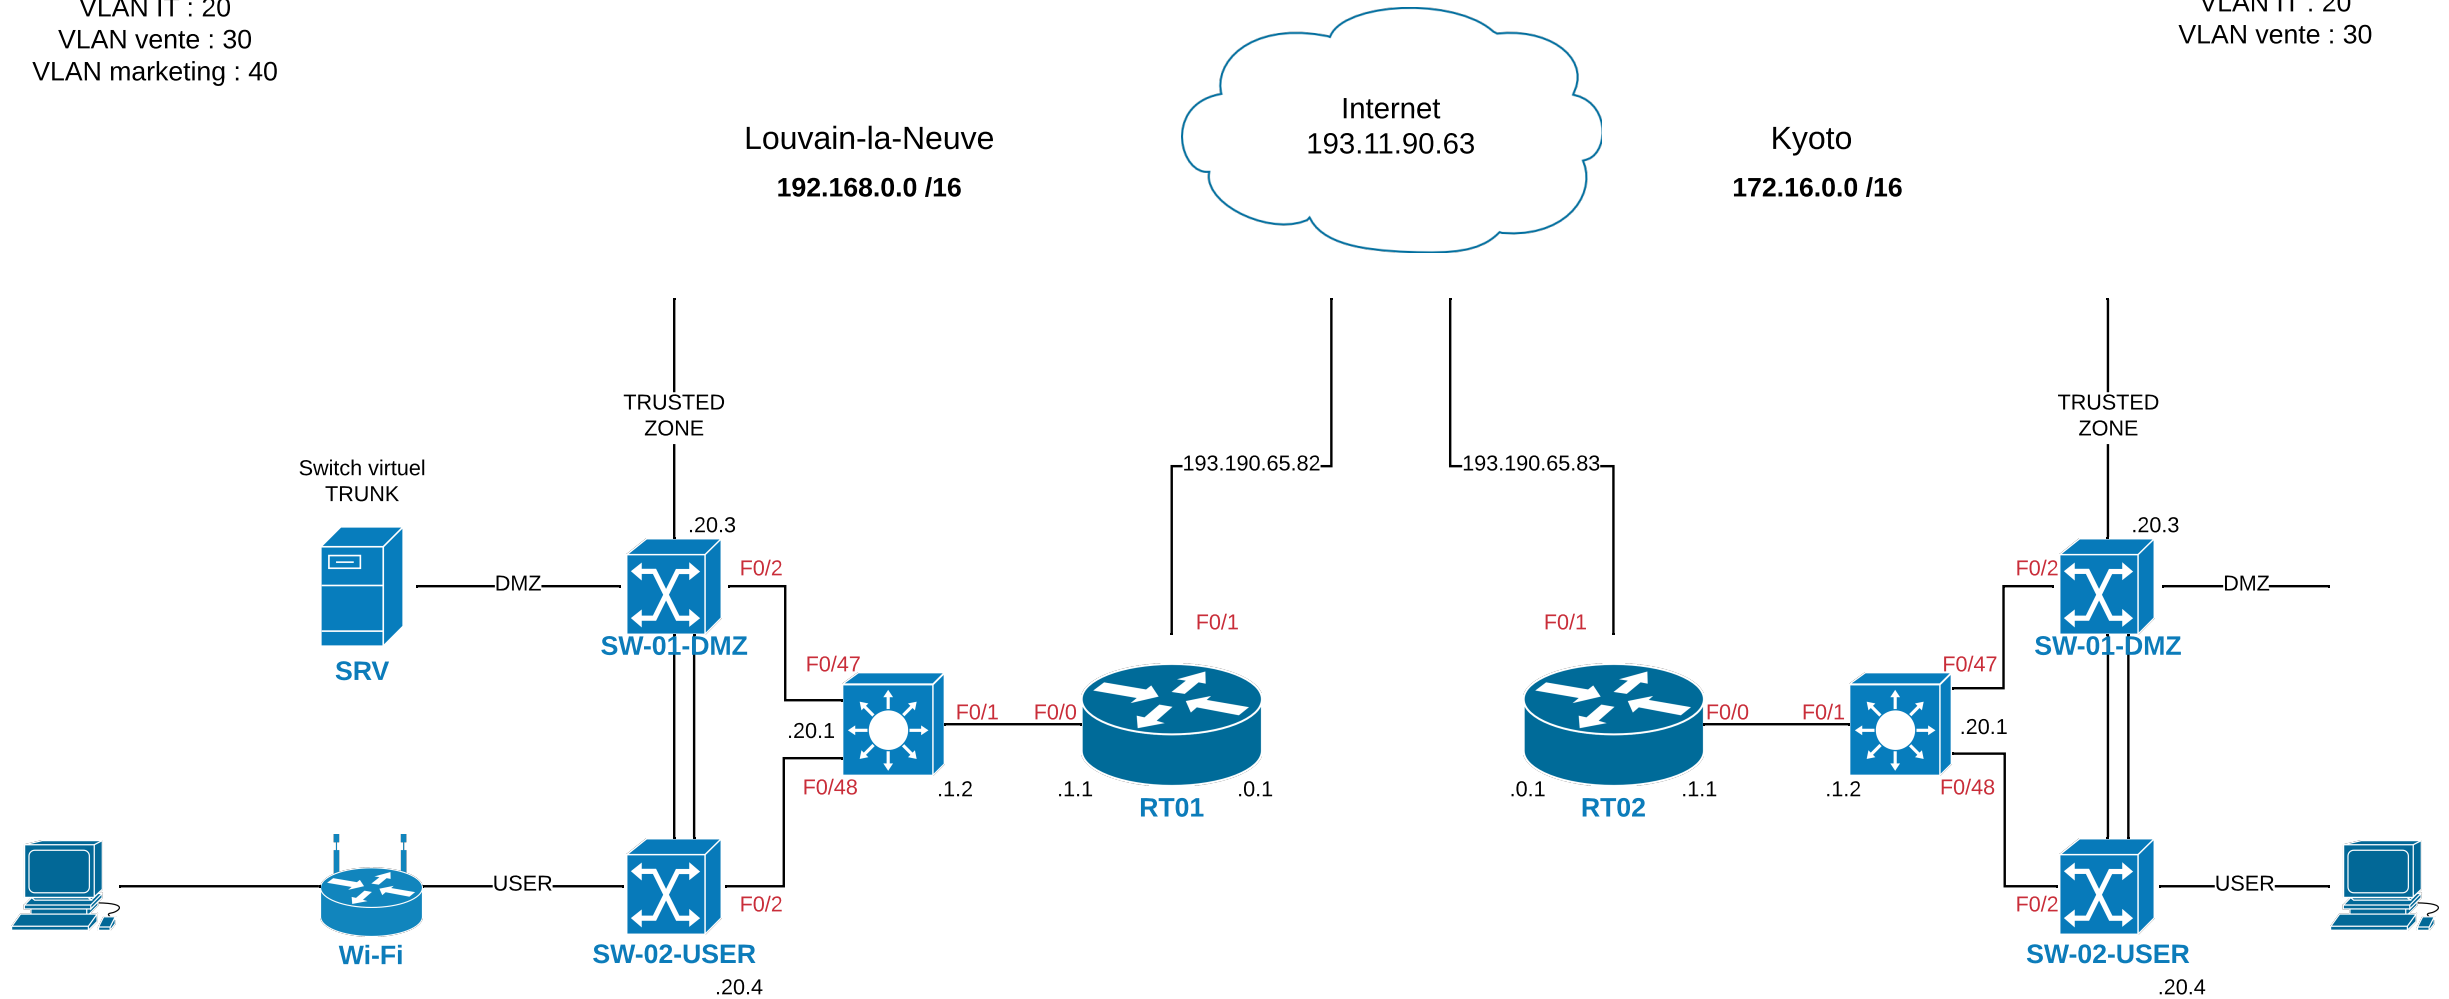 VLAN IT : 20
VLAN vente : 30
VLAN marketing : 40
VLAN IT : 20
VLAN vente : 30
Internet
193.11.90.63
Louvain-la-Neuve
192.168.0.0 /16
Kyoto
172.16.0.0 /16
TRUSTED
ZONE
TRUSTED
ZONE
193.190.65.82
193.190.65.83
Switch virtuel
TRUNK
.20.3
.20.3
F0/2
F0/2
DMZ
DMZ
SW-01-DMZ
SW-01-DMZ
SRV
F0/1
F0/1
F0/47
F0/47
F0/1
F0/0
F0/0
F0/1
.20.1
.20.1
F0/48
.1.2
.1.1
.0.1
.0.1
.1.1
.1.2
F0/48
RT01
RT02
USER
USER
F0/2
F0/2
Wi-Fi
SW-02-USER
SW-02-USER
.20.4
.20.4